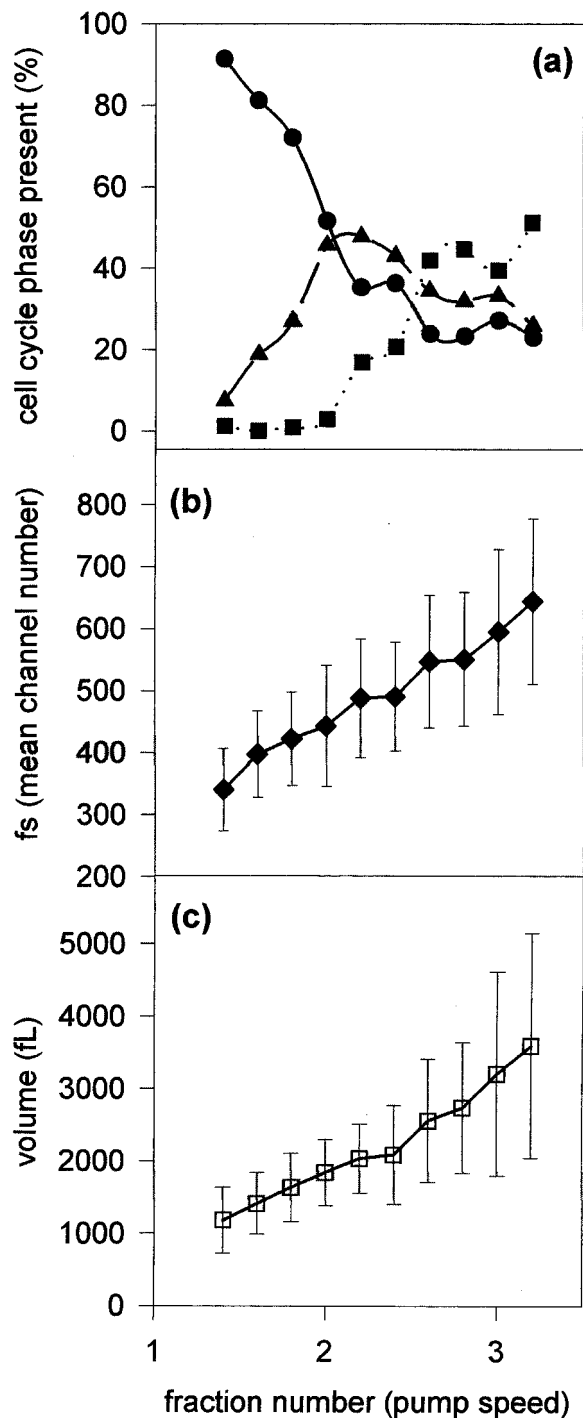 100
80
60
40
20
0
cell cycle phase present (%)
(a)
800
700
600
500
400
300
200
fs (mean channel number)
(b)
5000
4000
3000
2000
1000
0
volume (fL)
(c)
1 2 3
fraction number (pump speed)